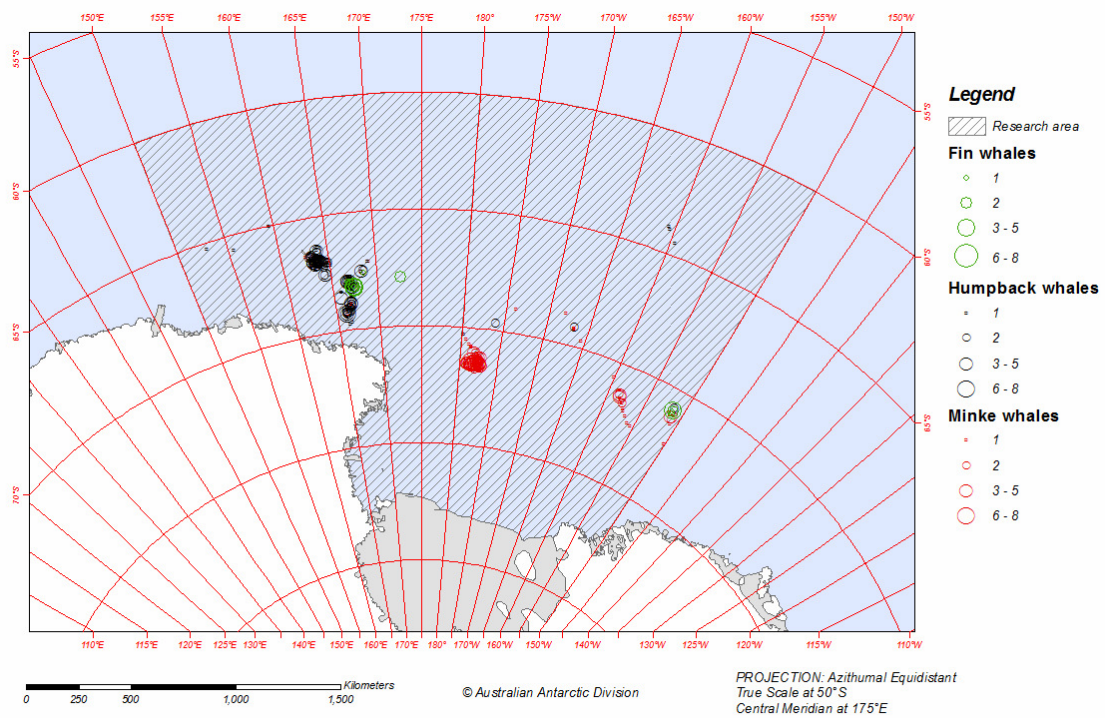 150°E 155°E 160°E 165°E 170°E 175°E 180° 175°W 170°W 165°W 160°W 155°W 150°W
55°S
60°S
65°S
70°S
55°S
60°S
65°S
110°E 115°E 120°E 125°E 130°E 135°E 140°E 150°E 160°E 170°E 180° 170°W 160°W 150°W 140°W 130°W 120°W 115°W 110°W
Legend
Research area
Fin whales
1
2
3 - 5
6 - 8
Humpback whales
1
2
3 - 5
6 - 8
Minke whales
1
2
3 - 5
6 - 8
Kilometers
0 250 500 1,000 1,500
© Australian Antarctic Division
PROJECTION: Azithumal Equidistant
True Scale at 50°S
Central Meridian at 175°E